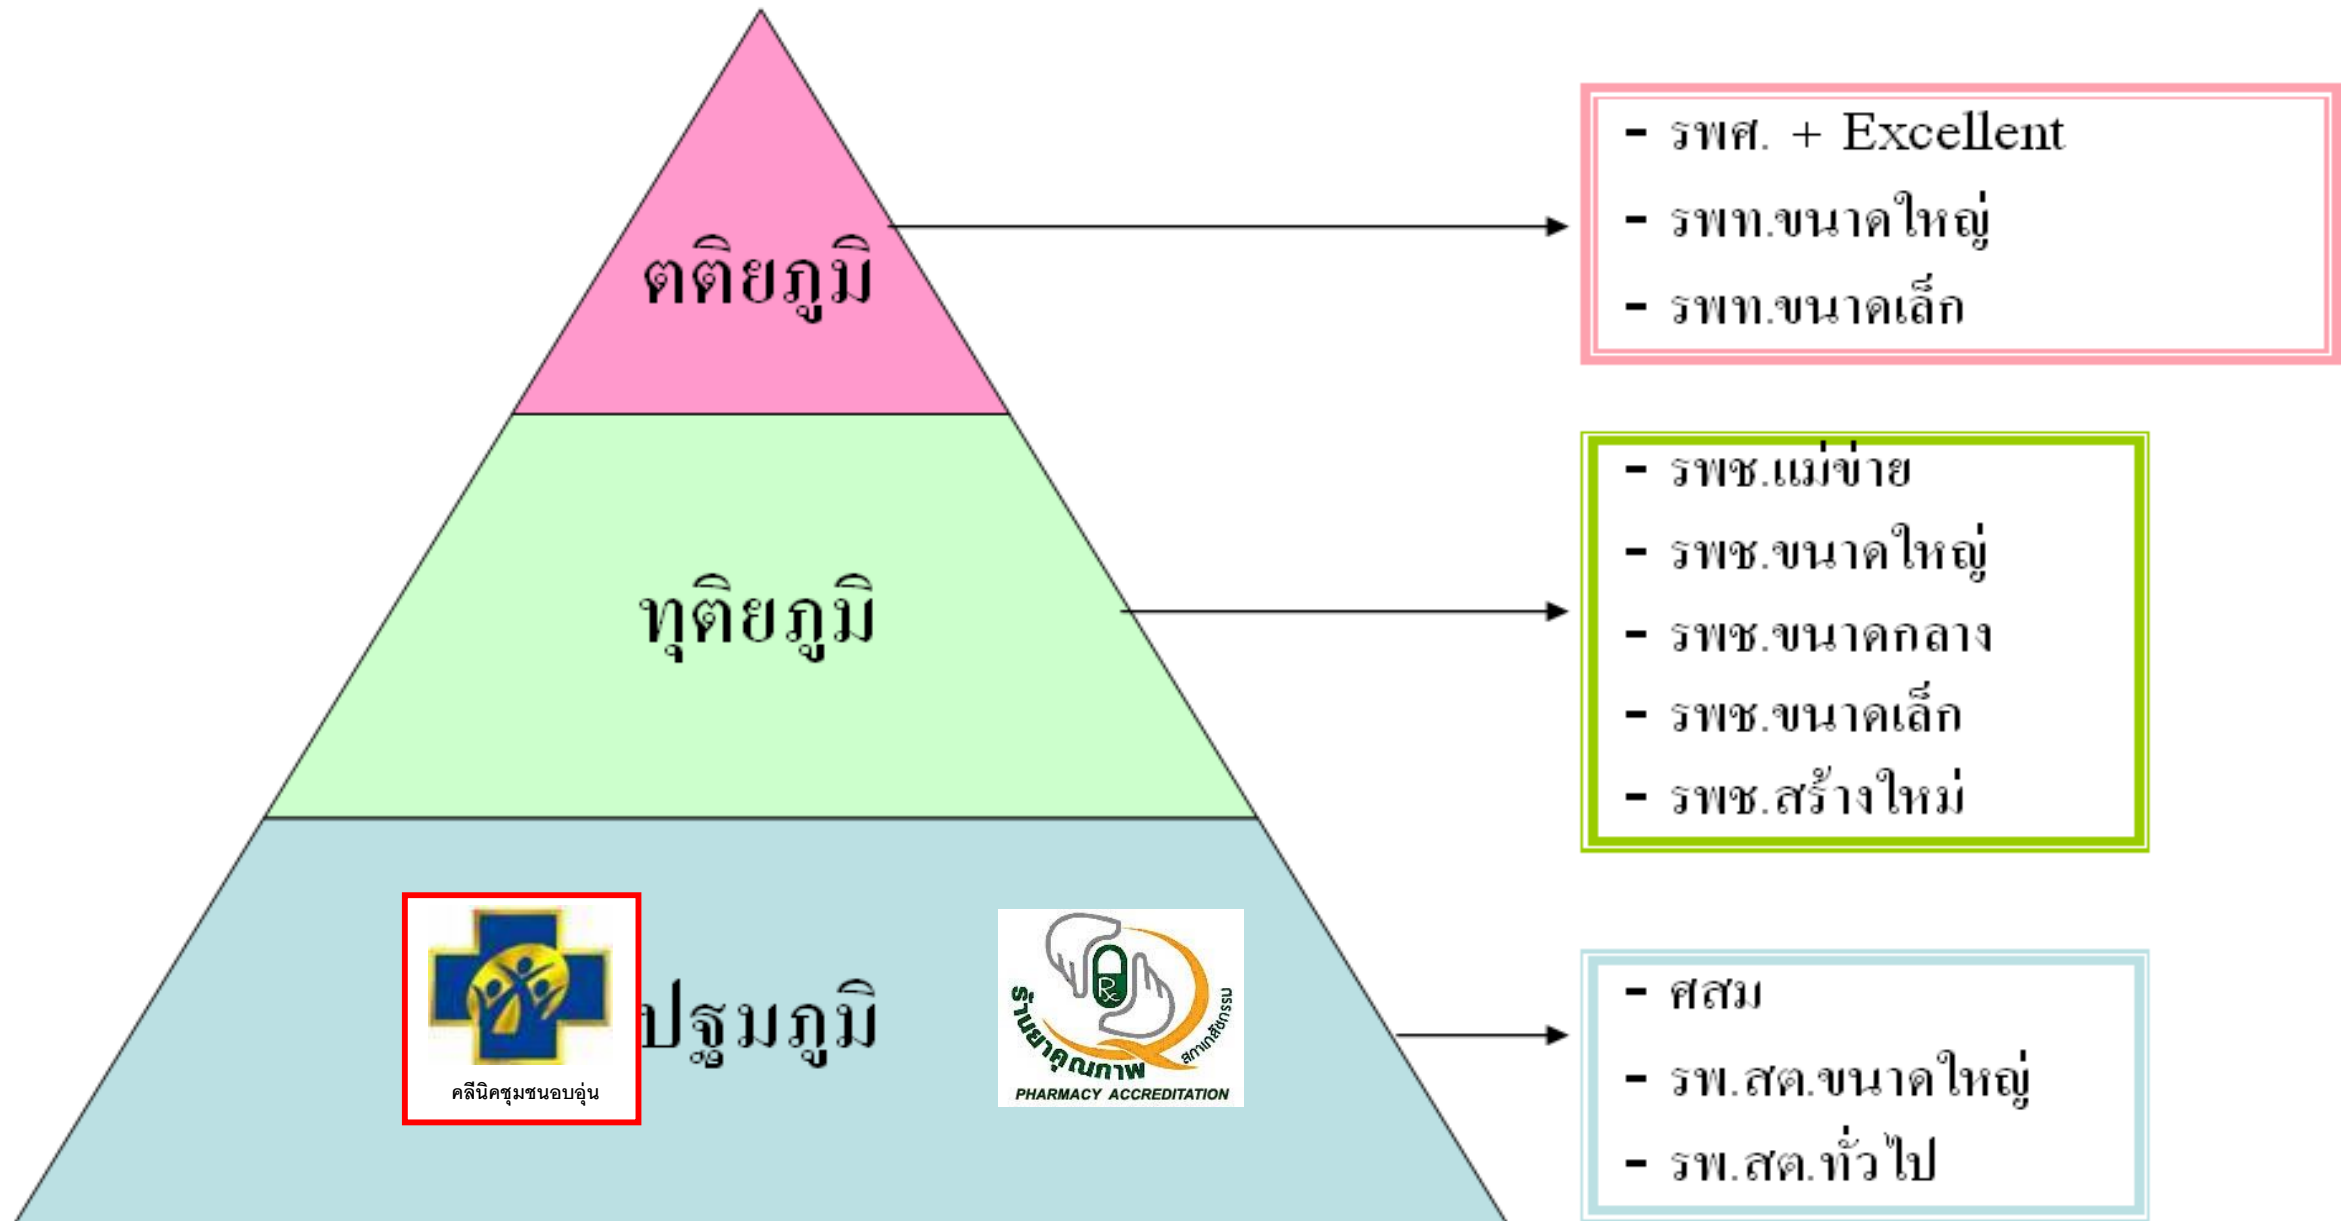 ตติยภูมิ
- รพศ. + Excellent
- รพท.ขนาดใหญ่
- รพท.ขนาดเล็ก
ทุติยภูมิ
- รพช.แม่ข่าย
- รพช.ขนาดใหญ่
- รพช.ขนาดกลาง
- รพช.ขนาดเล็ก
- รพช.สร้างใหม่
ปฐมภูมิ
คลีนิคชุมชนอบอุ่น
Rx
ร้านยาคุณภาพ
สภาเภสัชกรรม
PHARMACY ACCREDITATION
- ศสม
- รพ.สต.ขนาดใหญ่
- รพ.สต.ทั่วไป